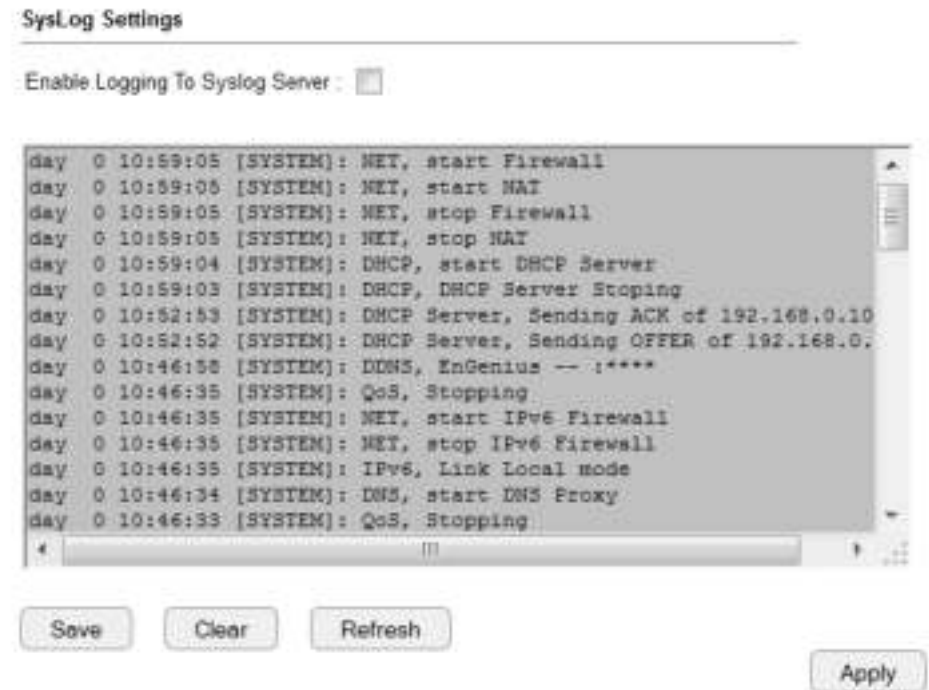 SysLog Settings
Enable Logging To Syslog Server :
day 0 10:59:05 [SYSTEM]: NET, start Firewall
day 0 10:59:05 [SYSTEM]: NET, start NAT
day 0 10:59:05 [SYSTEM]: NET, stop Firewall
day 0 10:59:05 [SYSTEM]: NET, stop NAT
day 0 10:59:04 [SYSTEM]: DHCP, start DHCP Server
day 0 10:59:03 [SYSTEM]: DHCP, DHCP Server Stoping
day 0 10:52:53 [SYSTEM]: DHCP Server, Sending ACK of 192.168.0.10
day 0 10:52:52 [SYSTEM]: DHCP Server, Sending OFFER of 192.168.0.
day 0 10:46:58 [SYSTEM]: DDNS, EnGenius -- :****
day 0 10:46:35 [SYSTEM]: QoS, Stopping
day 0 10:46:35 [SYSTEM]: NET, start IPv6 Firewall
day 0 10:46:35 [SYSTEM]: NET, stop IPv6 Firewall
day 0 10:46:35 [SYSTEM]: IPv6, Link Local mode
day 0 10:46:34 [SYSTEM]: DNS, start DNS Proxy
day 0 10:46:33 [SYSTEM]: QoS, Stopping
Save Clear Refresh
Apply